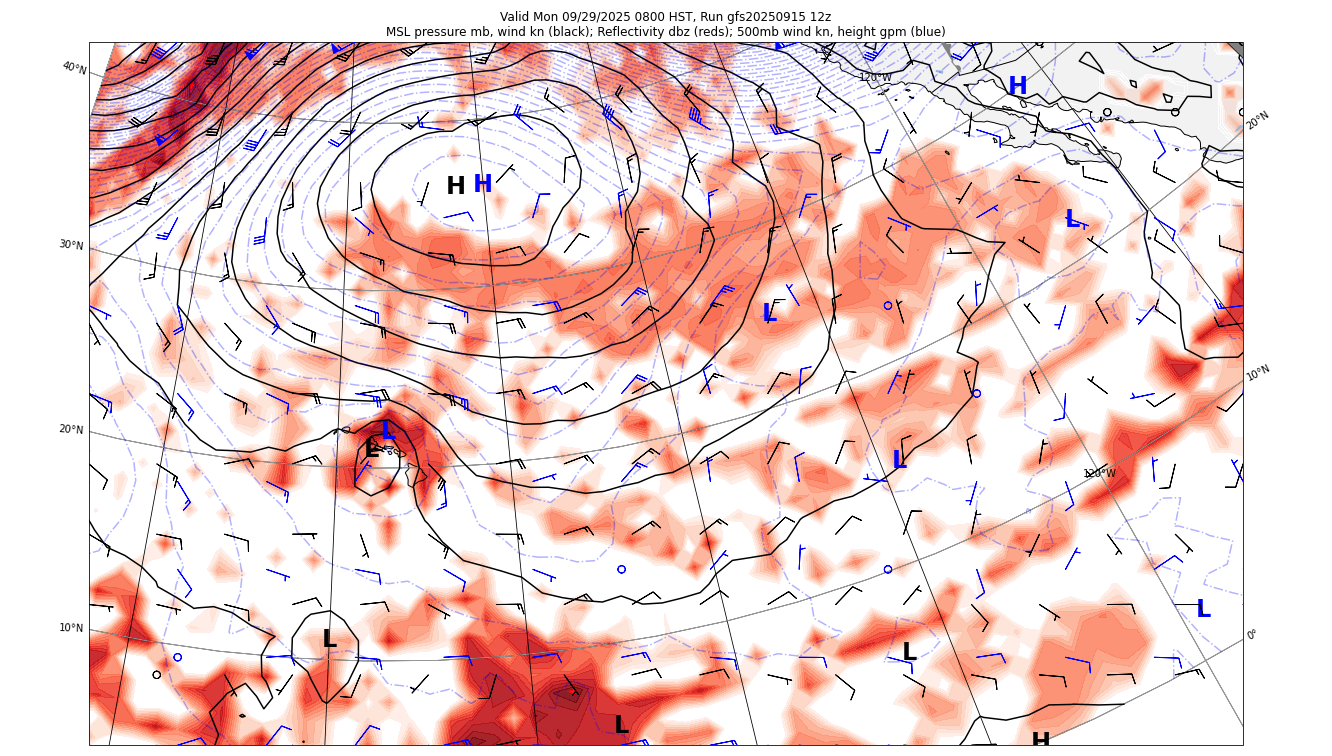 Valid Mon 09/29/2025 0800 HST, Run gfs20250915 12z
MSL pressure mb, wind kn (black); Reflectivity dbz (reds); 500mb wind kn, height gpm (blue)
40°N
120°W
H
20°N
H H
L
30°N
L
10°N
20°N
L
L
L
120°W
L
10°N
L
L
0°
L
H